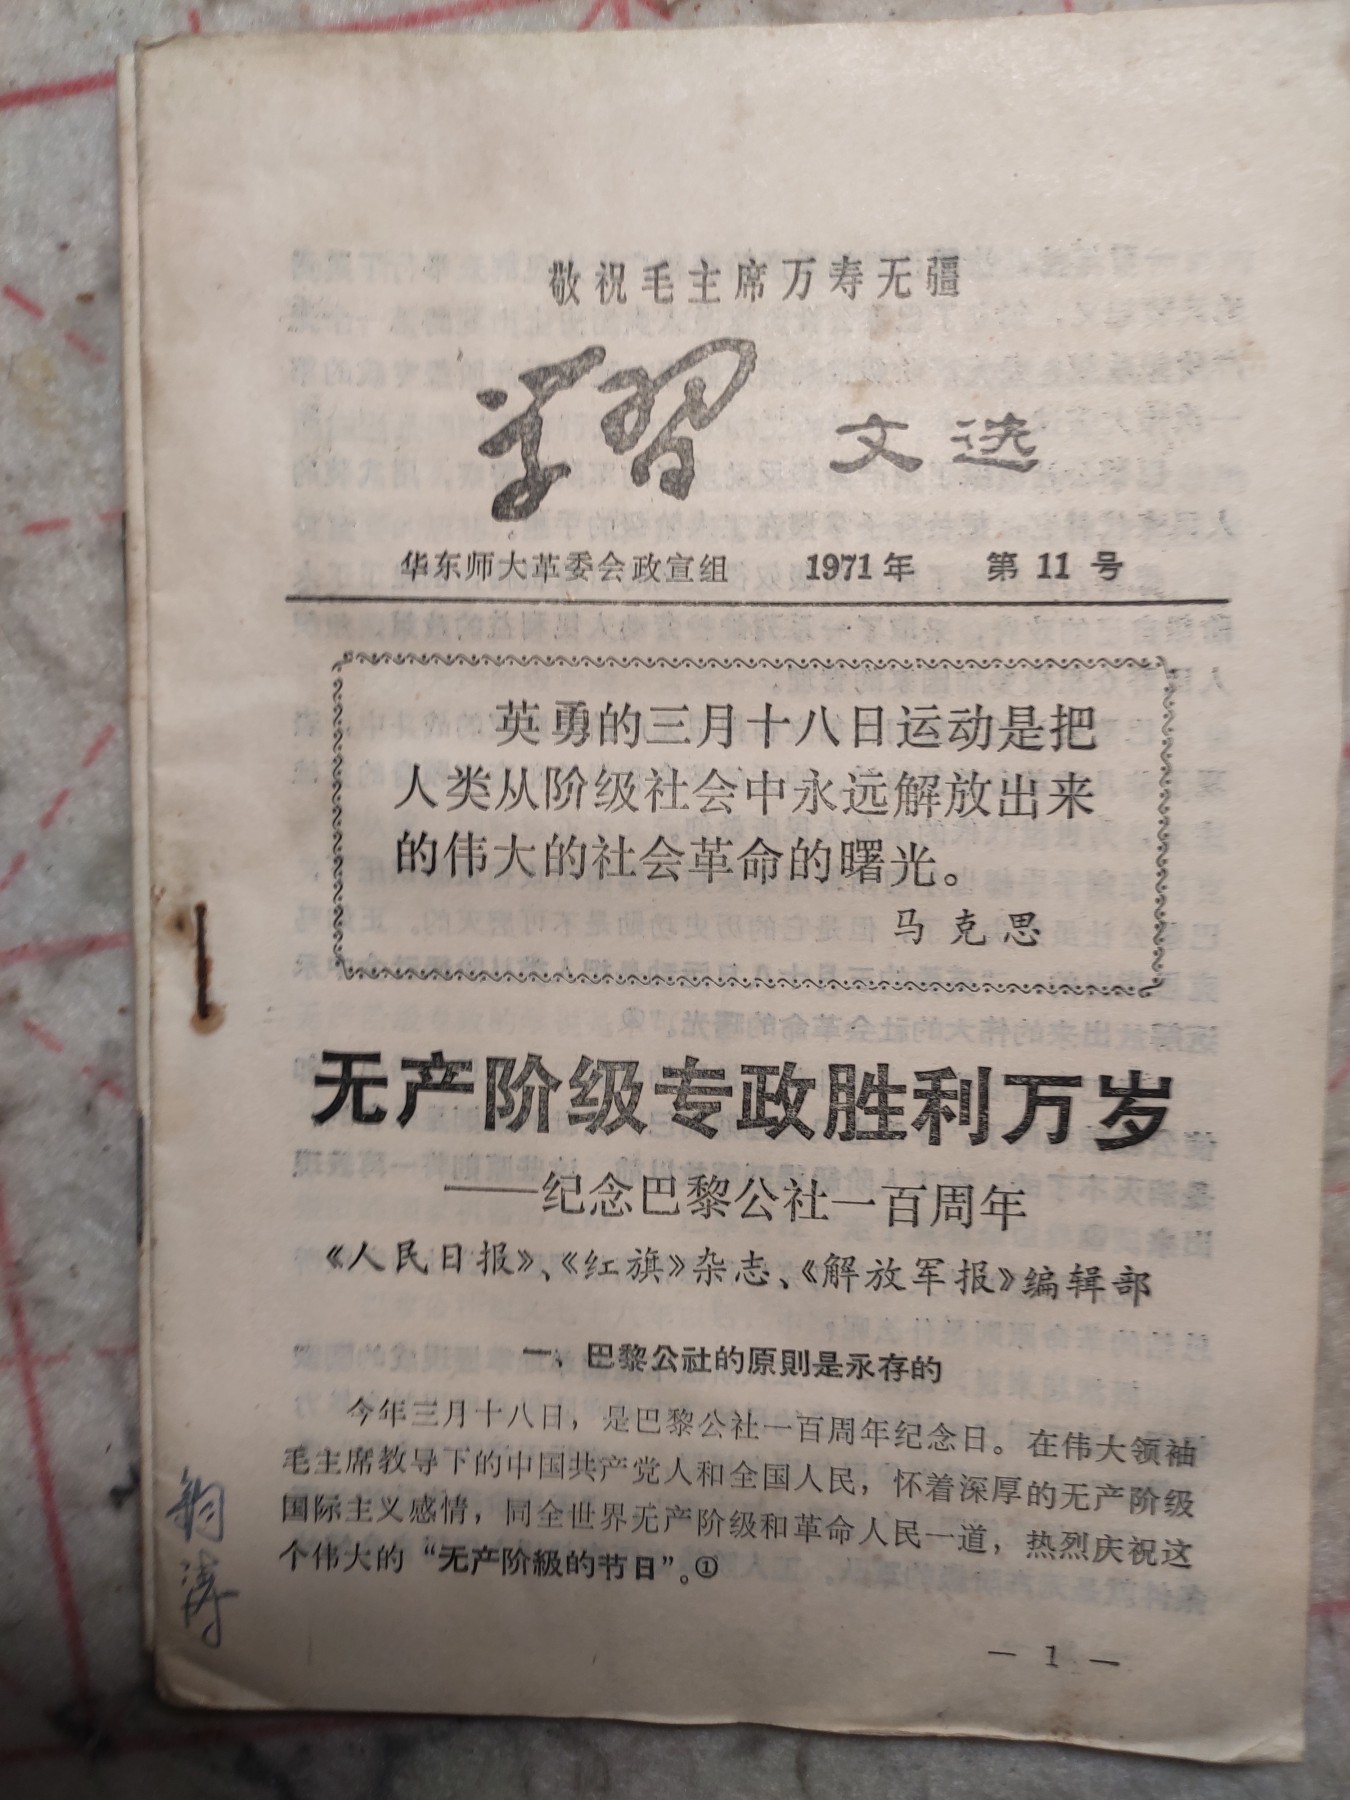 敬祝毛主席万寿无疆
学习 文选
华东师大革委会政宣组 1971年 第11号
英勇的三月十八日运动是把
人类从阶级社会中永远解放出来
的伟大的社会革命的曙光。
马克思
无产阶级专政胜利万岁
——纪念巴黎公社一百周年
《人民日报》、《红旗》杂志、《解放军报》编辑部
一、巴黎公社的原則是永存的
今年三月十八日，是巴黎公社一百周年纪念日。在伟大领袖
毛主席教导下的中国共产党人和全国人民，怀着深厚的无产阶级
国际主义感情，同全世界无产阶级和革命人民一道，热烈庆祝这
个伟大的“无产阶級的节日”。①
— 1 —